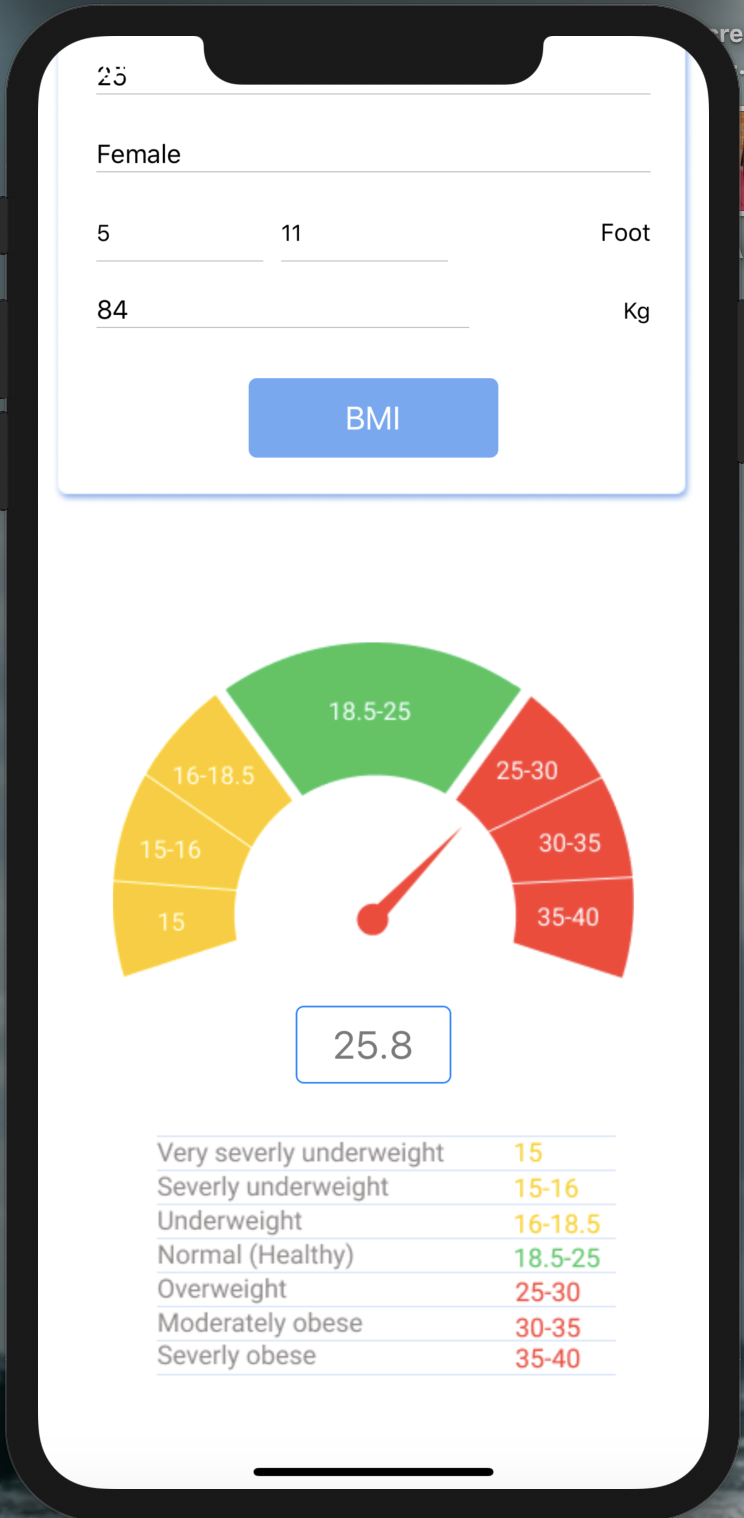 25
Female
5 11 Foot
84 Kg
BMI
18.5-25
16-18.5 25-30
15-16 30-35
15 35-40
25.8
Very severly underweight 15
Severly underweight 15-16
Underweight 16-18.5
Normal (Healthy) 18.5-25
Overweight 25-30
Moderately obese 30-35
Severly obese 35-40